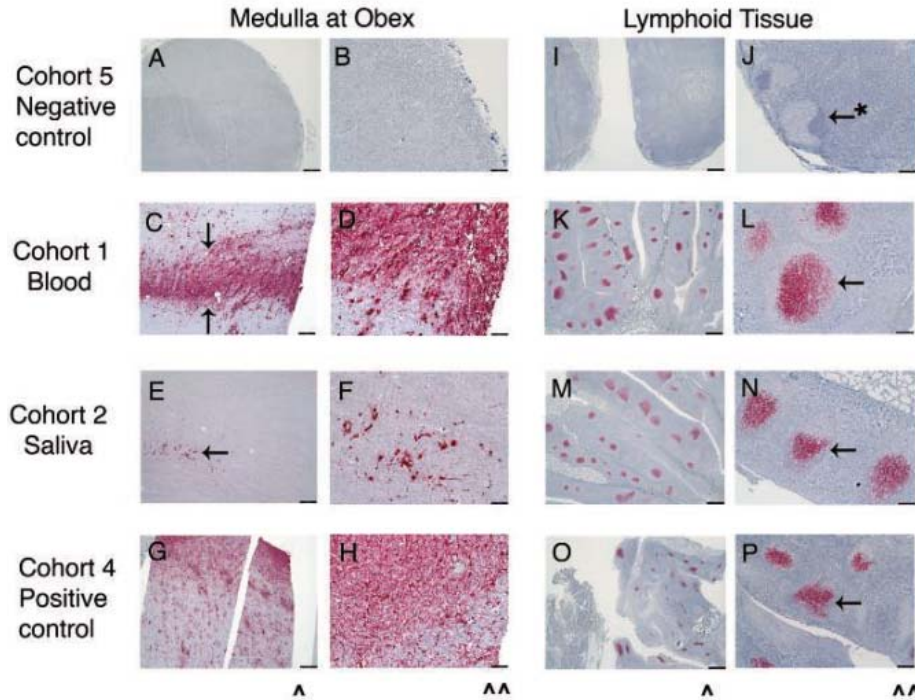 Medulla at Obex
Lymphoid Tissue
Cohort 5
Negative
control
A
B
I
J
*
Cohort 1
Blood
C
D
K
L
Cohort 2
Saliva
E
F
M
N
Cohort 4
Positive
control
G
H
O
P
^
^^
^
^^